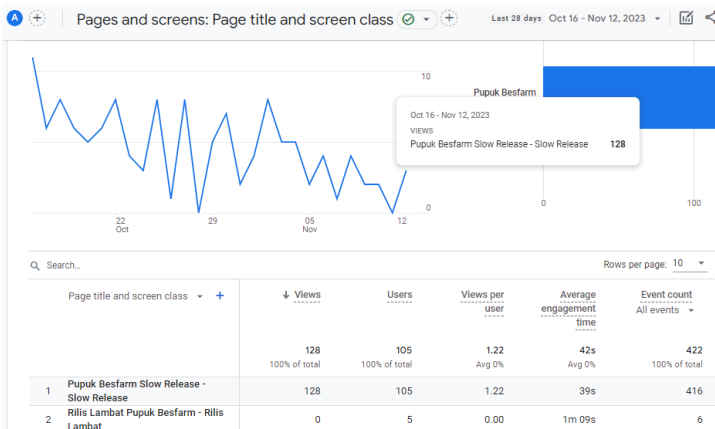 A
Pages and screens: Page title and screen class
Last 28 days Oct 16 - Nov 12, 2023
10
0
22
Oct
29
05
Nov
12
Pupuk Besfarm
Oct 16 - Nov 12, 2023
VIEWS
Pupuk Besfarm Slow Release - Slow Release 128
0
100
Search...
Rows per page: 10
Page title and screen class
Views
Users
Views per
user
Average
engagement
time
Event count
All events
128 105 1.22 42s 422
100% of total 100% of total Avg 0% Avg 0% 100% of total
1 Pupuk Besfarm Slow Release -
Slow Release
128 105 1.22 39s 416
2 Rilis Lambat Pupuk Besfarm - Rilis
Lambat
0 5 0.00 1m 09s 6